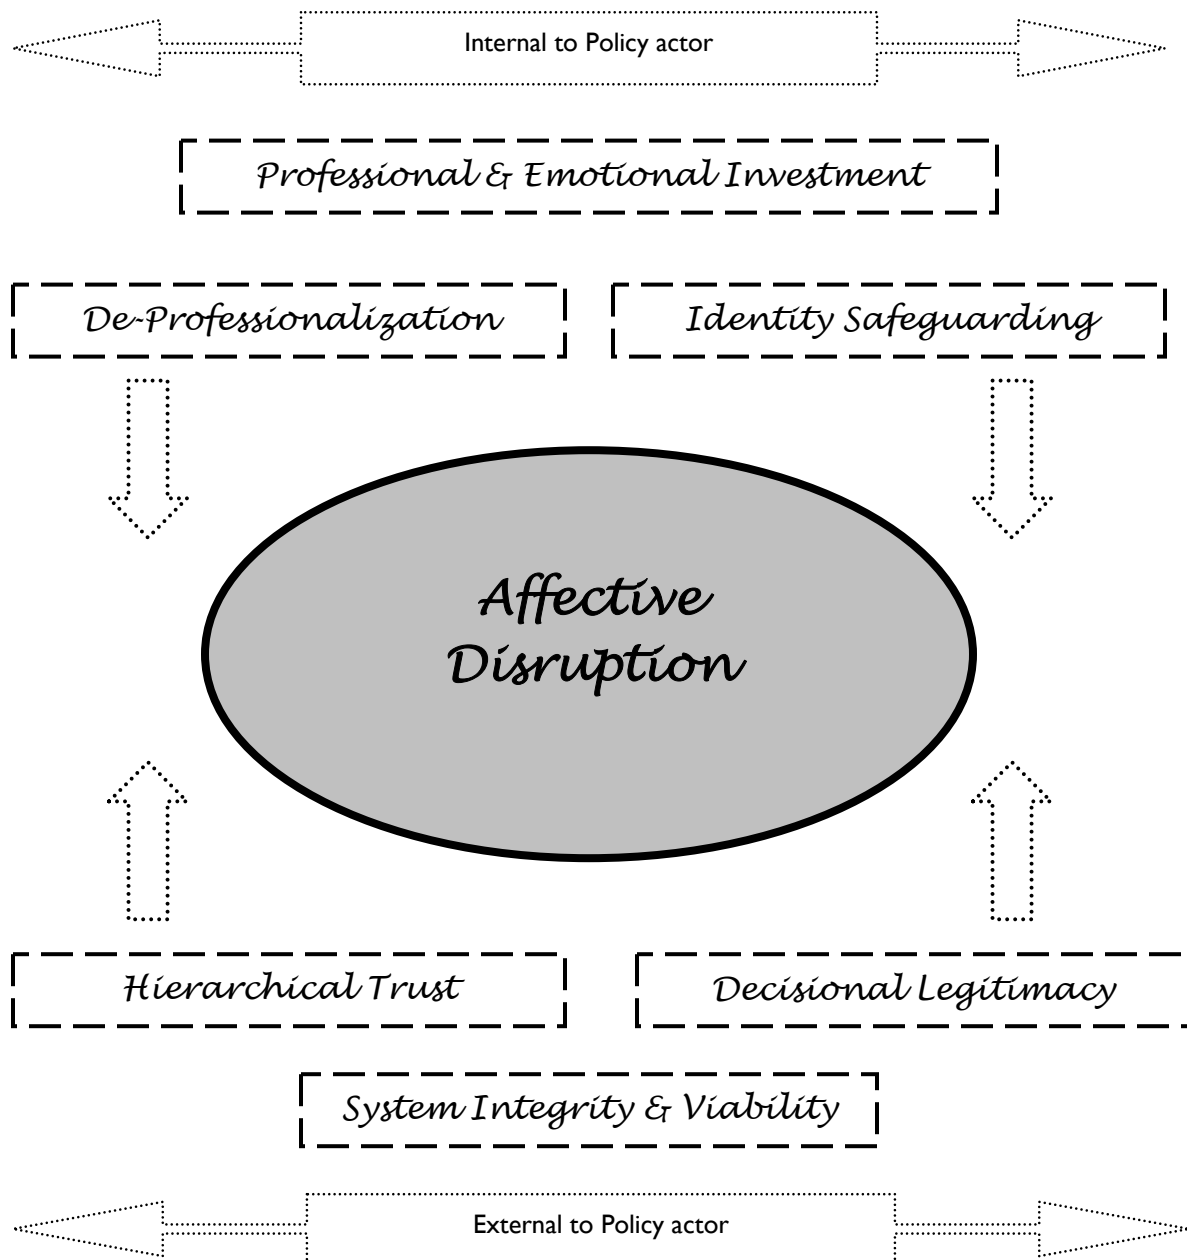 Internal to Policy actor
Professional & Emotional Investment
De-Professionalization
Identity Safeguarding
Affective
Disruption
Hierarchical Trust
Decisional Legitimacy
System Integrity & Viability
External to Policy actor